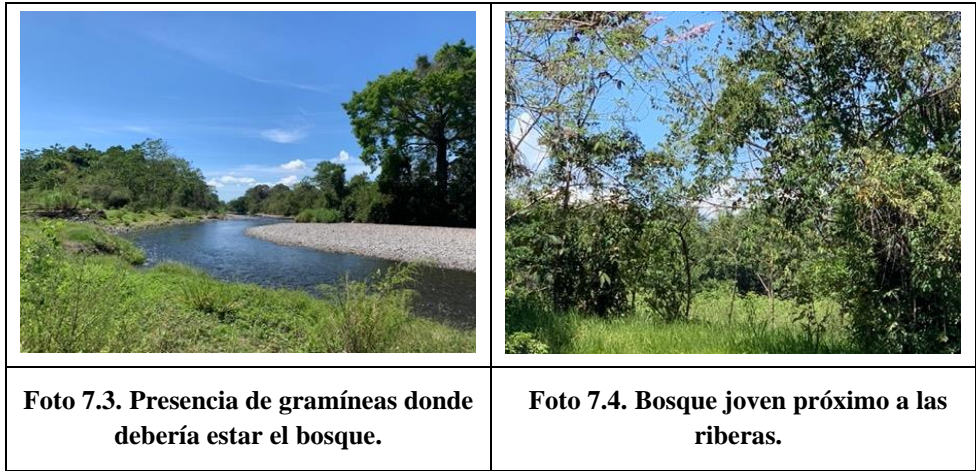 Foto 7.3. Presencia de gramíneas donde
debería estar el bosque.
Foto 7.4. Bosque joven próximo a las
riberas.